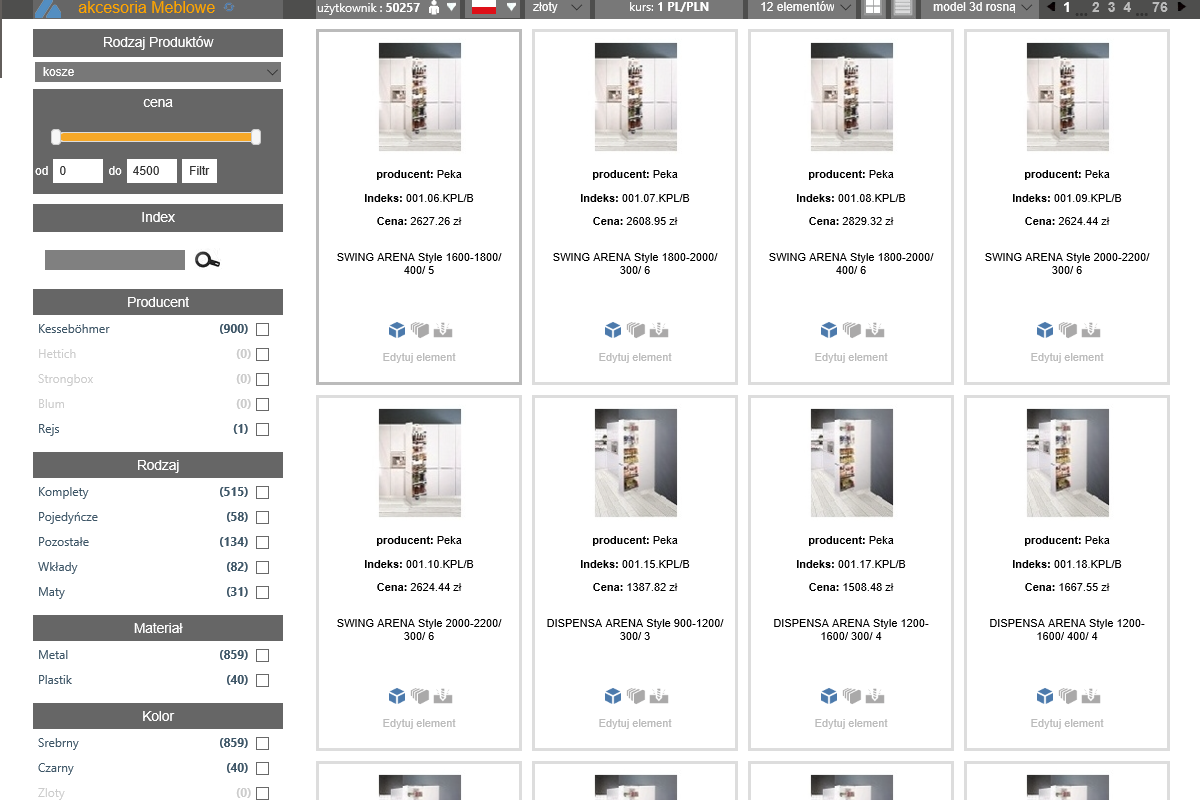 akcesoria Meblowe
użytkownik : 50257
złoty
kurs: 1 PL/PLN
12 elementów
model 3d rosną
1 ... 2 3 4 ... 76
Rodzaj Produktów
kosze
cena
od 0 do 4500 Filtr
Index
Producent
Kesseböhmer (900)
Hettich (0)
Strongbox (0)
Blum (0)
Rejs (1)
Rodzaj
Komplety (515)
Pojedyńcze (58)
Pozostałe (134)
Wkłady (82)
Maty (31)
Materiał
Metal (859)
Plastik (40)
Kolor
Srebrny (859)
Czarny (40)
Zloty (0)
producent: Peka
Indeks: 001.06.KPL/B
Cena: 2627.26 zł
SWING ARENA Style 1600-1800/
400/ 5
Edytuj element
producent: Peka
Indeks: 001.07.KPL/B
Cena: 2608.95 zł
SWING ARENA Style 1800-2000/
300/ 6
Edytuj element
producent: Peka
Indeks: 001.08.KPL/B
Cena: 2829.32 zł
SWING ARENA Style 1800-2000/
400/ 6
Edytuj element
producent: Peka
Indeks: 001.09.KPL/B
Cena: 2624.44 zł
SWING ARENA Style 2000-2200/
300/ 6
Edytuj element
producent: Peka
Indeks: 001.10.KPL/B
Cena: 2624.44 zł
SWING ARENA Style 2000-2200/
300/ 6
Edytuj element
producent: Peka
Indeks: 001.15.KPL/B
Cena: 1387.82 zł
DISPENSA ARENA Style 900-1200/
300/ 3
Edytuj element
producent: Peka
Indeks: 001.17.KPL/B
Cena: 1508.48 zł
DISPENSA ARENA Style 1200-
1600/ 300/ 4
Edytuj element
producent: Peka
Indeks: 001.18.KPL/B
Cena: 1667.55 zł
DISPENSA ARENA Style 1200-
1600/ 400/ 4
Edytuj element